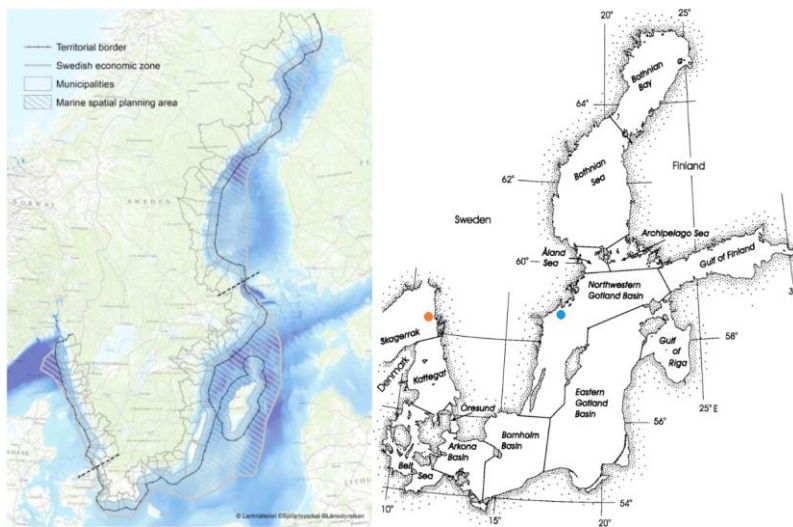 Territorial border
Swedish economic zone
Municipalities
Marine spatial planning area
NORWAY
SWEDEN
© Lantmäteriet ©Sjöfartsverket ©Länsstyrelsen
20°
25°
Bothnian
Bay
64°
Bothnian
Sea
Finland
62°
Sweden
Archipelago Sea
Åland
Sea
60°
Gulf of Finland
Northwestern
Gotland Basin
Skagerrak
58°
Gulf
of
Riga
Denmark
Kattegat
25° E
Eastern
Gotland
Basin
56°
Öresund
Bornholm
Basin
Arkona
Basin
Belt
Sea
54°
10°
15°
20°